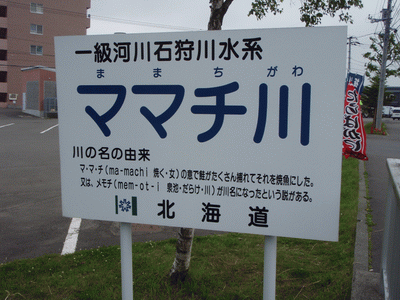 一級河川石狩川水系
ままちがわ
ママチ川
川の名の由来
マ・マ・チ(ma-machi 焼く・女)の意で鮭がたくさん捕れてそれを焼魚にした。
又は、メモチ(mem-ot-i 泉池・だらけ・川)が川名になったという説がある。
北海道